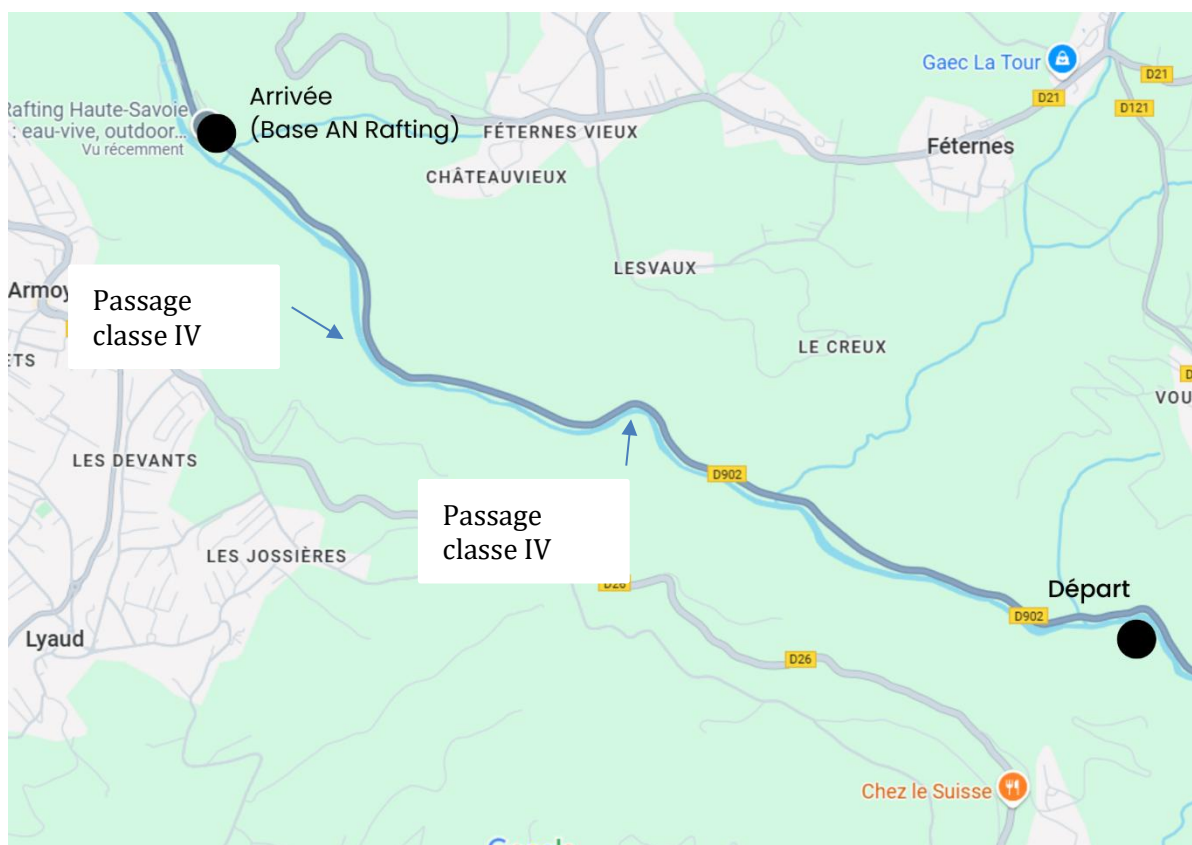 Gaec La Tour
D21
D21
D121
Arrivée
(Base AN Rafting)
Rafting Haute-Savoie
: eau-vive, outdoor...
Vu récemment
FÉTERNES VIEUX
Féternes
CHÂTEAUVIEUX
LESVAUX
Armoy
Passage
classe IV
LE CREUX
ETS
VOU
LES DEVANTS
D902
Passage
classe IV
LES JOSSIÈRES
D26
Départ
D902
Lyaud
D26
Chez le Suisse